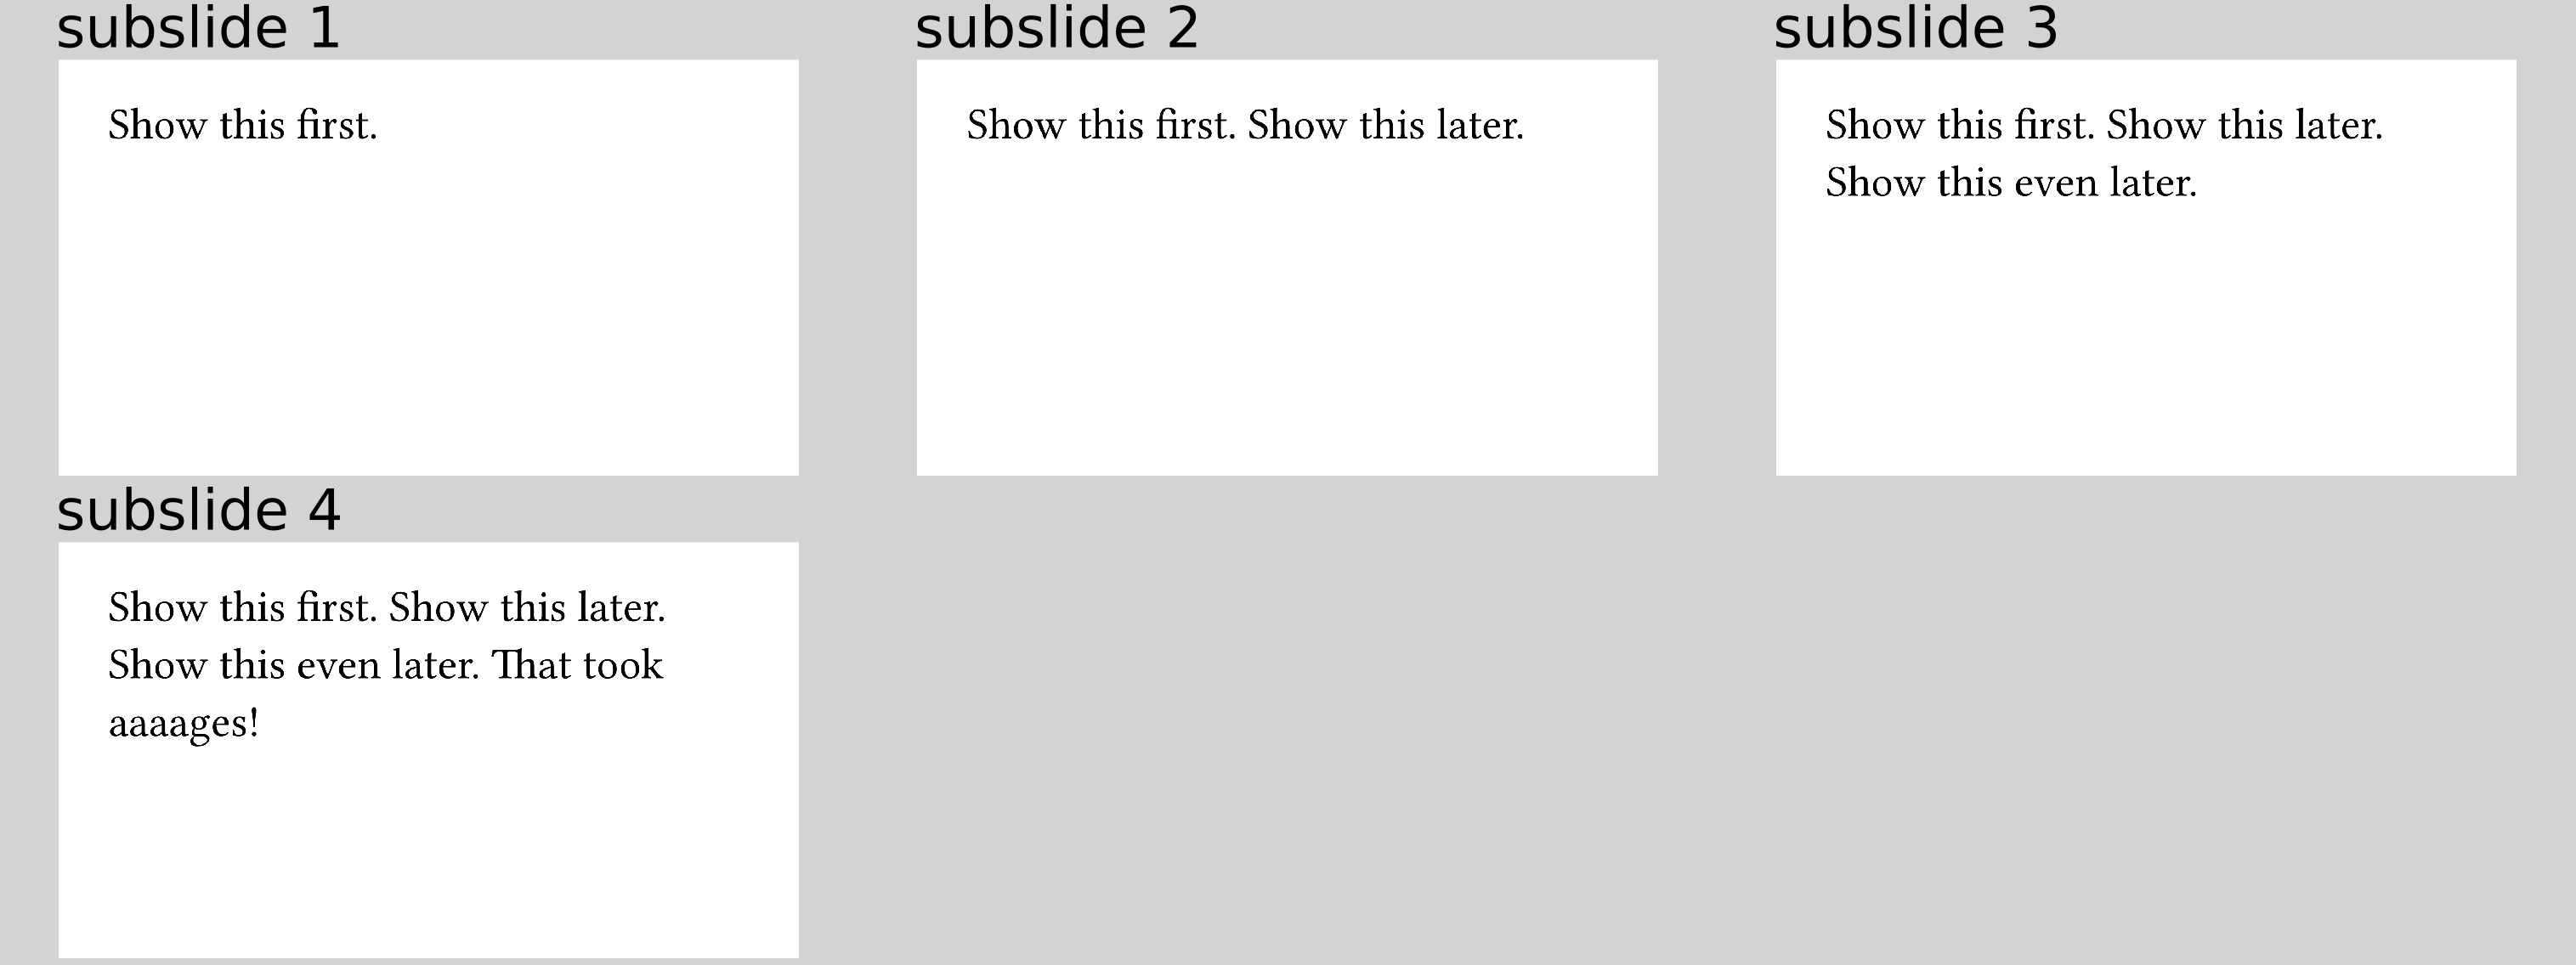 subslide 1
Show this first.
subslide 2
Show this first. Show this later.
subslide 3
Show this first. Show this later.
Show this even later.
subslide 4
Show this first. Show this later.
Show this even later. That took
aaaages!